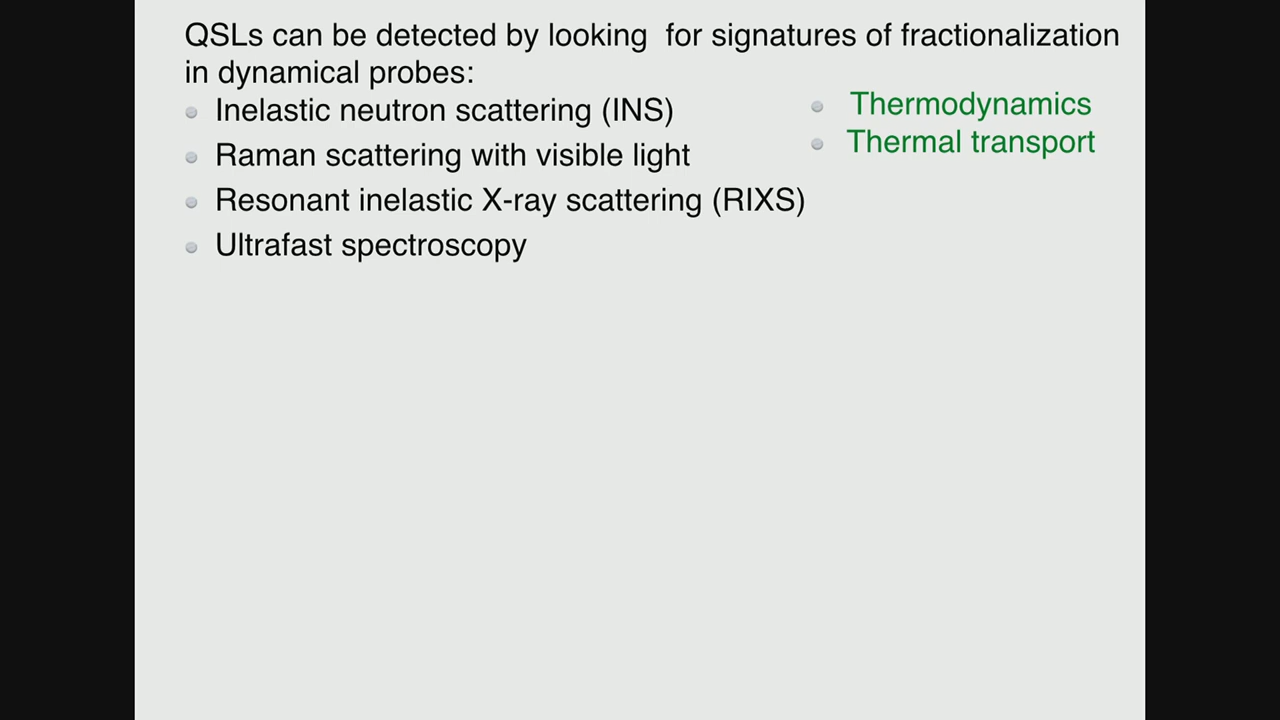 QSLs can be detected by looking for signatures of fractionalization
in dynamical probes:
Inelastic neutron scattering (INS)
Raman scattering with visible light
Resonant inelastic X-ray scattering (RIXS)
Ultrafast spectroscopy
Thermodynamics
Thermal transport